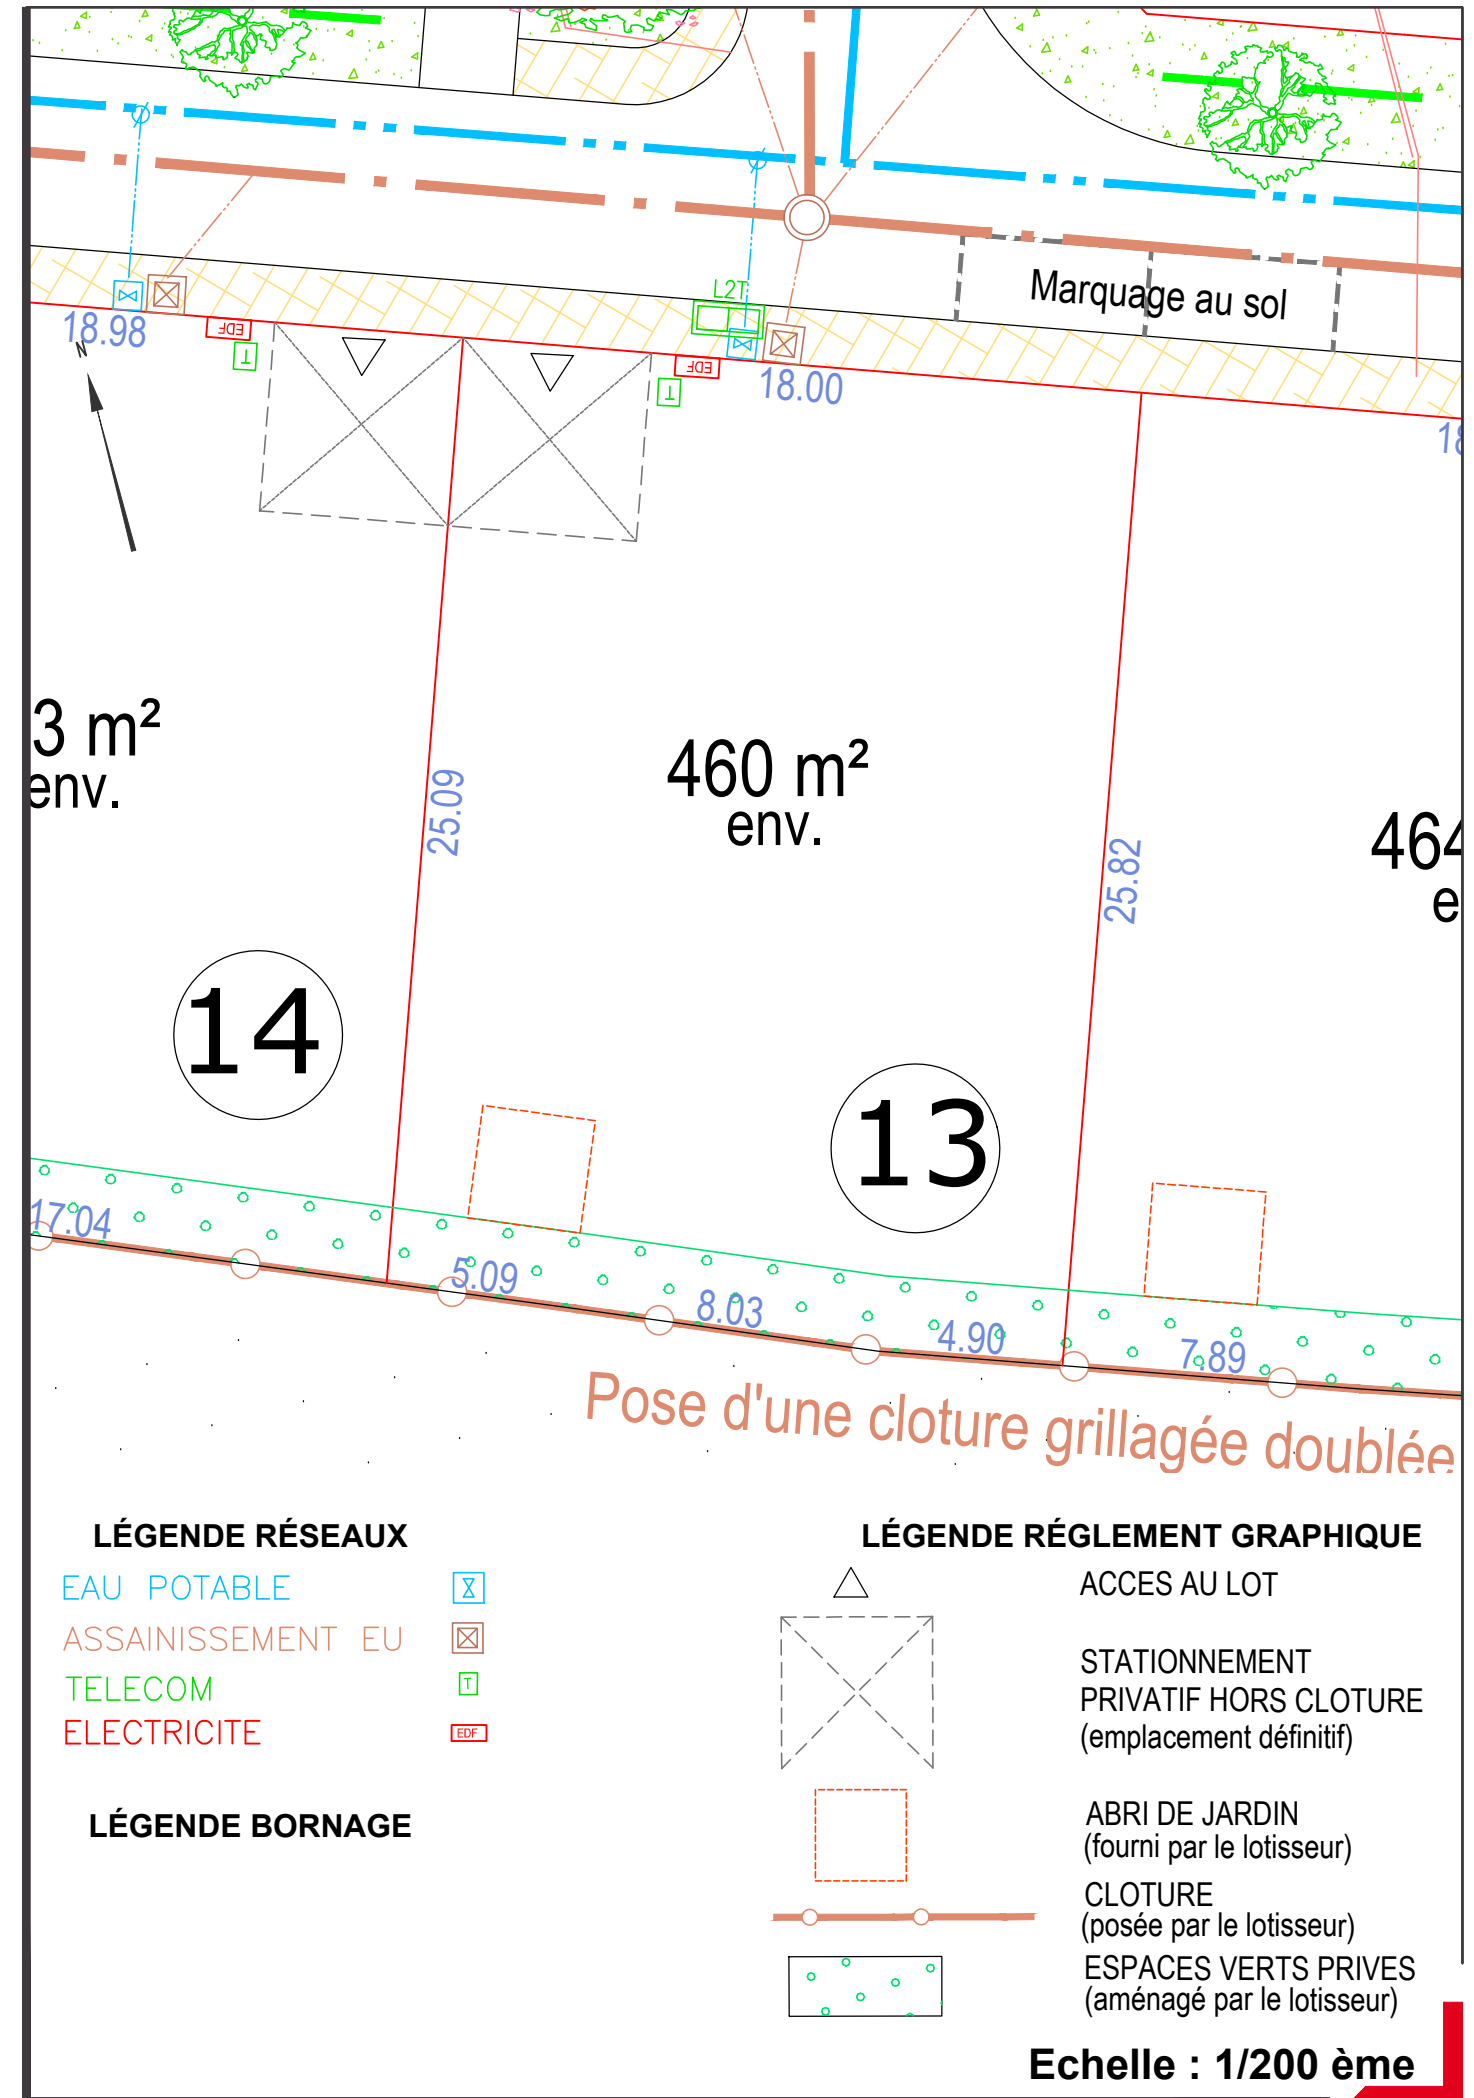 L2T
Marquage au sol
18.98
N
EDF
T
EDF
T
18.00
18
3 m²
env.
460 m²
env.
25.09
25.82
464
e
14
13
17.04
5.09
8.03
4.90
7.89
Pose d'une cloture grillagée doublée
LÉGENDE RÉSEAUX
EAU POTABLE
ASSAINISSEMENT EU
TELECOM
T
ELECTRICITE
EDF
LÉGENDE BORNAGE
LÉGENDE RÉGLEMENT GRAPHIQUE
ACCES AU LOT
STATIONNEMENT
PRIVATIF HORS CLOTURE
(emplacement définitif)
ABRI DE JARDIN
(fourni par le lotisseur)
CLOTURE
(posée par le lotisseur)
ESPACES VERTS PRIVES
(aménagé par le lotisseur)
Echelle : 1/200 ème